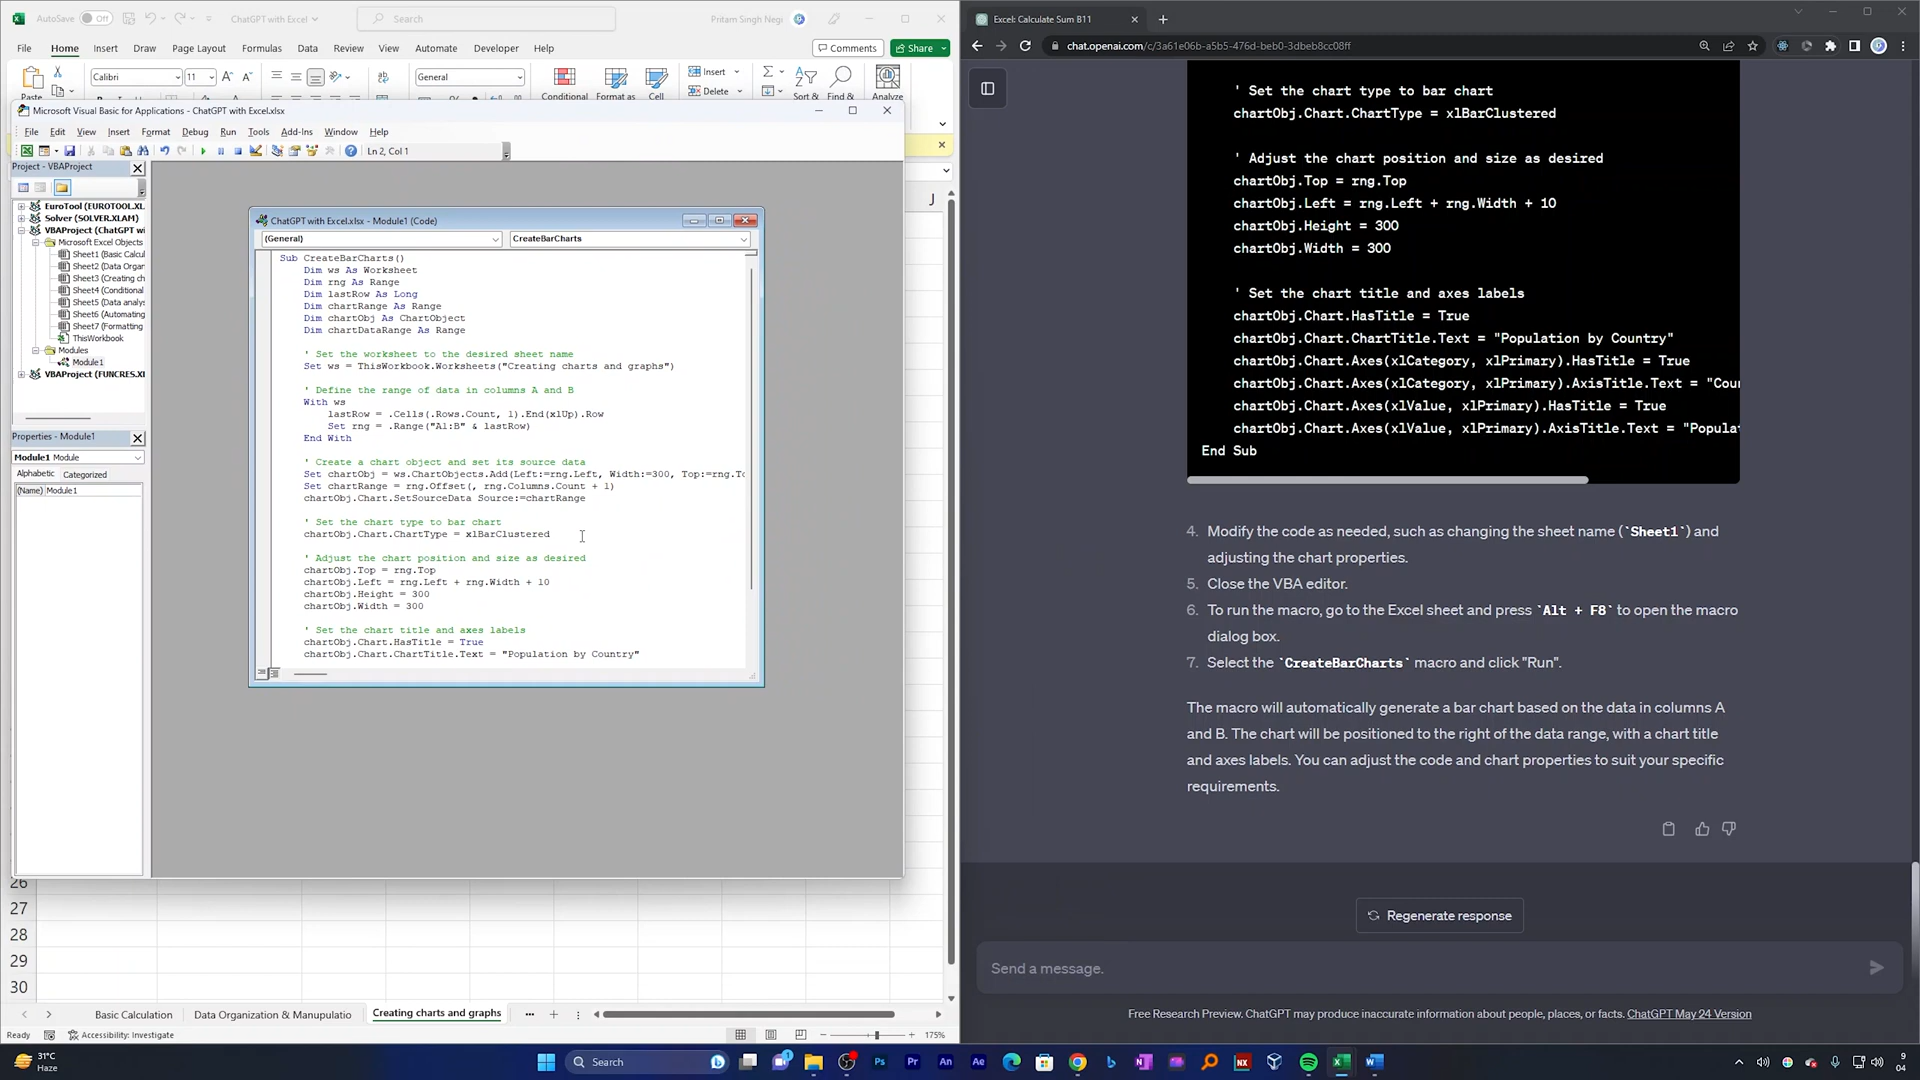 AutoSave Off
ChatGPT with Excel
Search
Pritam Singh Negi
File Home Insert Draw Page Layout Formulas Data Review View Automate Developer Help
Comments Share
Calibri 11 General
Insert
Delete
Paste Conditional Format as Cell Sort & Find & Analyze
Microsoft Visual Basic for Applications - ChatGPT with Excel.xlsx
File Edit View Insert Format Debug Run Tools Add-Ins Window Help
Ln 2, Col 1
Project - VBAProject
EuroTool (EUROTOOL.XL
Solver (SOLVER.XLAM)
VBAProject (ChatGPT wi
Microsoft Excel Objects
Sheet1 (Basic Calcul
Sheet2 (Data Organ
Sheet3 (Creating ch
Sheet4 (Conditional
Sheet5 (Data analys
Sheet6 (Automating
Sheet7 (Formatting
ThisWorkbook
Modules
Module1
VBAProject (FUNCRES.XL
Properties - Module1
Module1 Module
Alphabetic Categorized
(Name) Module1
ChatGPT with Excel.xlsx - Module1 (Code)
(General) CreateBarCharts
Sub CreateBarCharts()
Dim ws As Worksheet
Dim rng As Range
Dim lastRow As Long
Dim chartRange As Range
Dim chartObj As ChartObject
Dim chartDataRange As Range
' Set the worksheet to the desired sheet name
Set ws = ThisWorkbook.Worksheets("Creating charts and graphs")
' Define the range of data in columns A and B
With ws
lastRow = .Cells(.Rows.Count, 1).End(xlUp).Row
Set rng = .Range("A1:B" & lastRow)
End With
' Create a chart object and set its source data
Set chartObj = ws.ChartObjects.Add(Left:=rng.Left, Width:=300, Top:=rng.To
Set chartRange = rng.Offset(, rng.Columns.Count + 1)
chartObj.Chart.SetSourceData Source:=chartRange
' Set the chart type to bar chart
chartObj.Chart.ChartType = xlBarClustered
' Adjust the chart position and size as desired
chartObj.Top = rng.Top
chartObj.Left = rng.Left + rng.Width + 10
chartObj.Height = 300
chartObj.Width = 300
' Set the chart title and axes labels
chartObj.Chart.HasTitle = True
chartObj.Chart.ChartTitle.Text = "Population by Country"
J
26
27
28
29
30
Basic Calculation Data Organization & Manipulatio Creating charts and graphs ...
Ready Accessibility: Investigate 175%
Excel: Calculate Sum B11
chat.openai.com/c/3a61e06b-a5b5-476d-beb0-3dbeb8cc08ff
' Set the chart type to bar chart
chartObj.Chart.ChartType = xlBarClustered
' Adjust the chart position and size as desired
chartObj.Top = rng.Top
chartObj.Left = rng.Left + rng.Width + 10
chartObj.Height = 300
chartObj.Width = 300
' Set the chart title and axes labels
chartObj.Chart.HasTitle = True
chartObj.Chart.ChartTitle.Text = "Population by Country"
chartObj.Chart.Axes(xlCategory, xlPrimary).HasTitle = True
chartObj.Chart.Axes(xlCategory, xlPrimary).AxisTitle.Text = "Cou
chartObj.Chart.Axes(xlValue, xlPrimary).HasTitle = True
chartObj.Chart.Axes(xlValue, xlPrimary).AxisTitle.Text = "Popula
End Sub
4. Modify the code as needed, such as changing the sheet name (`Sheet1`) and
adjusting the chart properties.
5. Close the VBA editor.
6. To run the macro, go to the Excel sheet and press `Alt + F8` to open the macro
dialog box.
7. Select the `CreateBarCharts` macro and click "Run".
The macro will automatically generate a bar chart based on the data in columns A
and B. The chart will be positioned to the right of the data range, with a chart title
and axes labels. You can adjust the code and chart properties to suit your specific
requirements.
Regenerate response
Send a message.
Free Research Preview. ChatGPT may produce inaccurate information about people, places, or facts. ChatGPT May 24 Version
31°C
Haze
Search
9
04